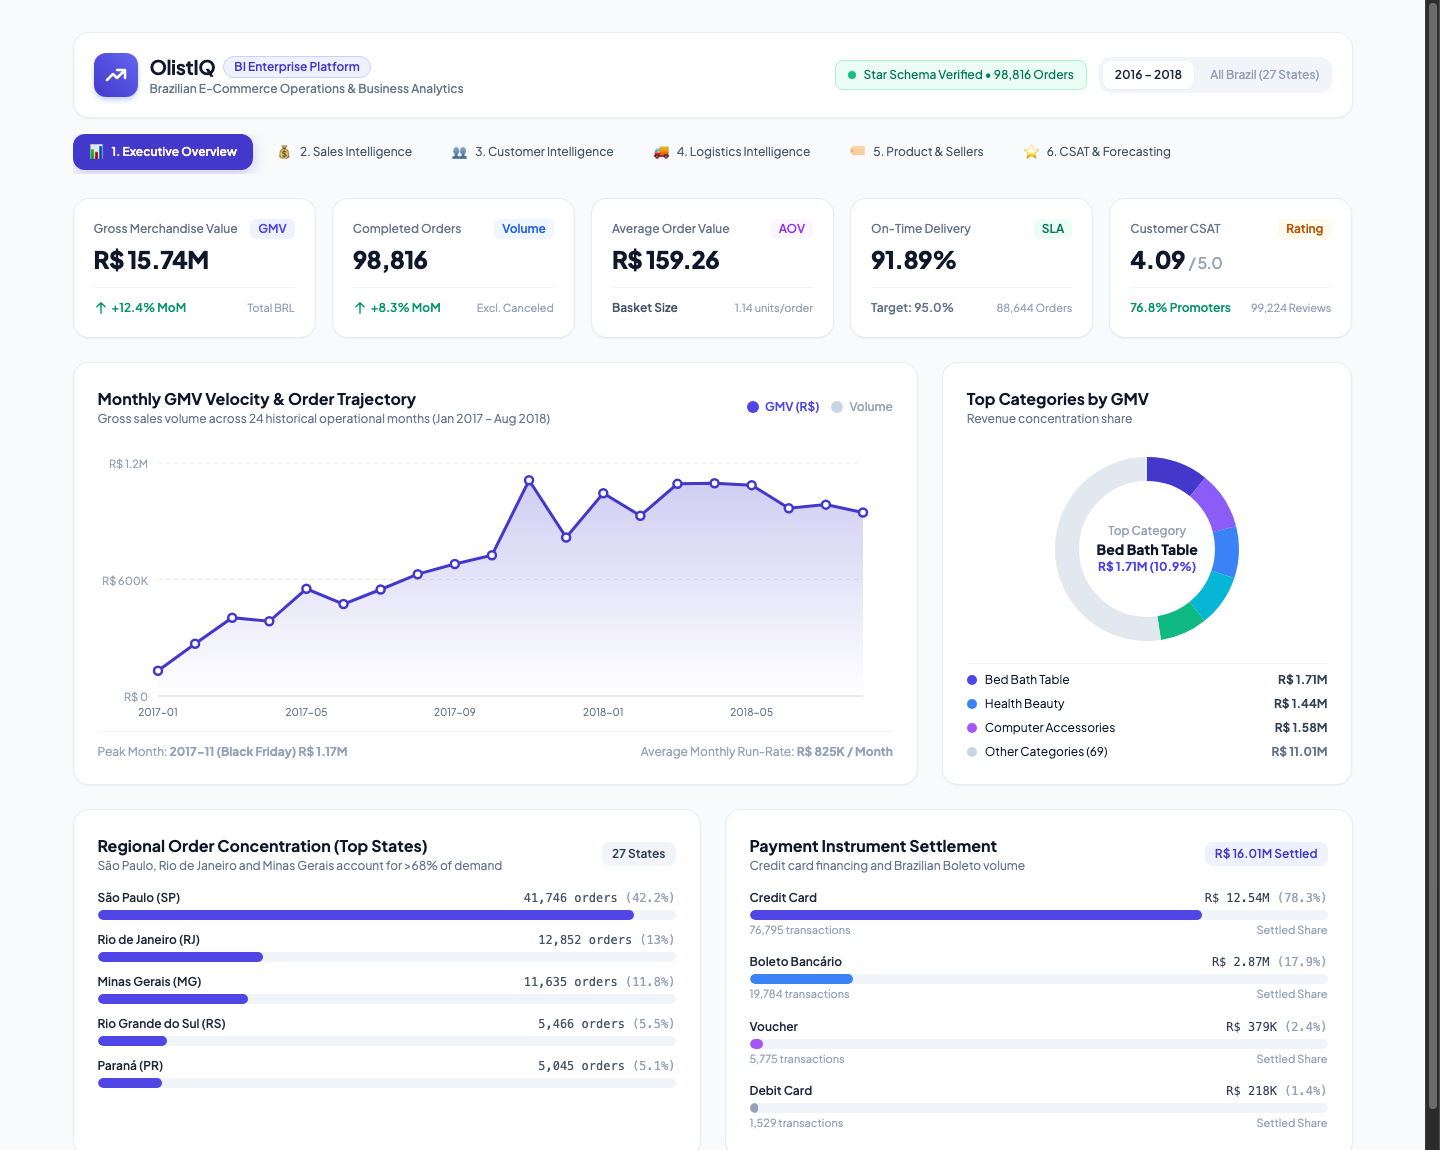 OlistIQ BI Enterprise Platform
Brazilian E-Commerce Operations & Business Analytics
Star Schema Verified • 98,816 Orders
2016 – 2018 All Brazil (27 States)
1. Executive Overview
2. Sales Intelligence
3. Customer Intelligence
4. Logistics Intelligence
5. Product & Sellers
6. CSAT & Forecasting
Gross Merchandise Value GMV
R$ 15.74M
↑ +12.4% MoM Total BRL
Completed Orders Volume
98,816
↑ +8.3% MoM Excl. Canceled
Average Order Value AOV
R$ 159.26
Basket Size 1.14 units/order
On-Time Delivery SLA
91.89%
Target: 95.0% 88,644 Orders
Customer CSAT Rating
4.09 / 5.0
76.8% Promoters 99,224 Reviews
Monthly GMV Velocity & Order Trajectory
Gross sales volume across 24 historical operational months (Jan 2017 – Aug 2018)
GMV (R$) Volume
R$ 1.2M
R$ 600K
R$ 0
2017-01 2017-05 2017-09 2018-01 2018-05
Peak Month: 2017-11 (Black Friday) R$ 1.17M
Average Monthly Run-Rate: R$ 825K / Month
Top Categories by GMV
Revenue concentration share
Top Category
Bed Bath Table
R$ 1.71M (10.9%)
Bed Bath Table R$ 1.71M
Health Beauty R$ 1.44M
Computer Accessories R$ 1.58M
Other Categories (69) R$ 11.01M
Regional Order Concentration (Top States)
São Paulo, Rio de Janeiro and Minas Gerais account for >68% of demand
27 States
São Paulo (SP) 41,746 orders (42.2%)
Rio de Janeiro (RJ) 12,852 orders (13%)
Minas Gerais (MG) 11,635 orders (11.8%)
Rio Grande do Sul (RS) 5,466 orders (5.5%)
Paraná (PR) 5,045 orders (5.1%)
Payment Instrument Settlement
Credit card financing and Brazilian Boleto volume
R$ 16.01M Settled
Credit Card R$ 12.54M (78.3%)
76,795 transactions Settled Share
Boleto Bancário R$ 2.87M (17.9%)
19,784 transactions Settled Share
Voucher R$ 379K (2.4%)
5,775 transactions Settled Share
Debit Card R$ 218K (1.4%)
1,529 transactions Settled Share